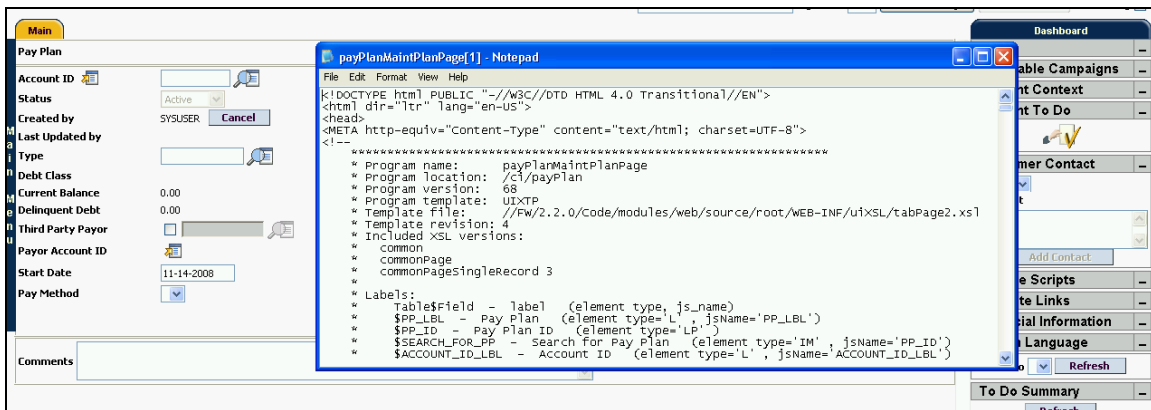 Main
Pay Plan
Account ID
Status Active
Created by SYSUSER Cancel
Last Updated by
Type
Debt Class
Current Balance 0.00
Delinquent Debt 0.00
Third Party Payor
Payor Account ID
Start Date 11-14-2008
Pay Method
Comments
Main Menu
payPlanMaintPlanPage[1] - Notepad
File Edit Format View Help
<!DOCTYPE html PUBLIC "-//W3C//DTD HTML 4.0 Transitional//EN">
<html dir="ltr" lang="en-US">
<head>
<META http-equiv="Content-Type" content="text/html; charset=UTF-8">
<!--
*******************************************************************
* Program name: payPlanMaintPlanPage
* Program location: /ci/payPlan
* Program version: 68
* Program template: UIXTP
* Template file: //FW/2.2.0/Code/modules/web/source/root/WEB-INF/uiXSL/tabPage2.xsl
* Template revision: 4
* Included XSL versions:
* common
* commonPage
* commonPageSingleRecord 3
*
* Labels:
* Table$Field - label (element type, js_name)
* $PP_LBL - Pay Plan (element type='L' , jsName='PP_LBL')
* $PP_ID - Pay Plan ID (element type='LP' )
* $SEARCH_FOR_PP - Search for Pay Plan (element type='IM' , jsName='PP_ID')
* $ACCOUNT_ID_LBL - Account ID (element type='L' , jsName='ACCOUNT_ID_LBL')
Dashboard
able Campaigns
nt Context
nt To Do
mer Contact
t
Add Contact
e Scripts
te Links
ial Information
Language
o Refresh
To Do Summary
Refresh